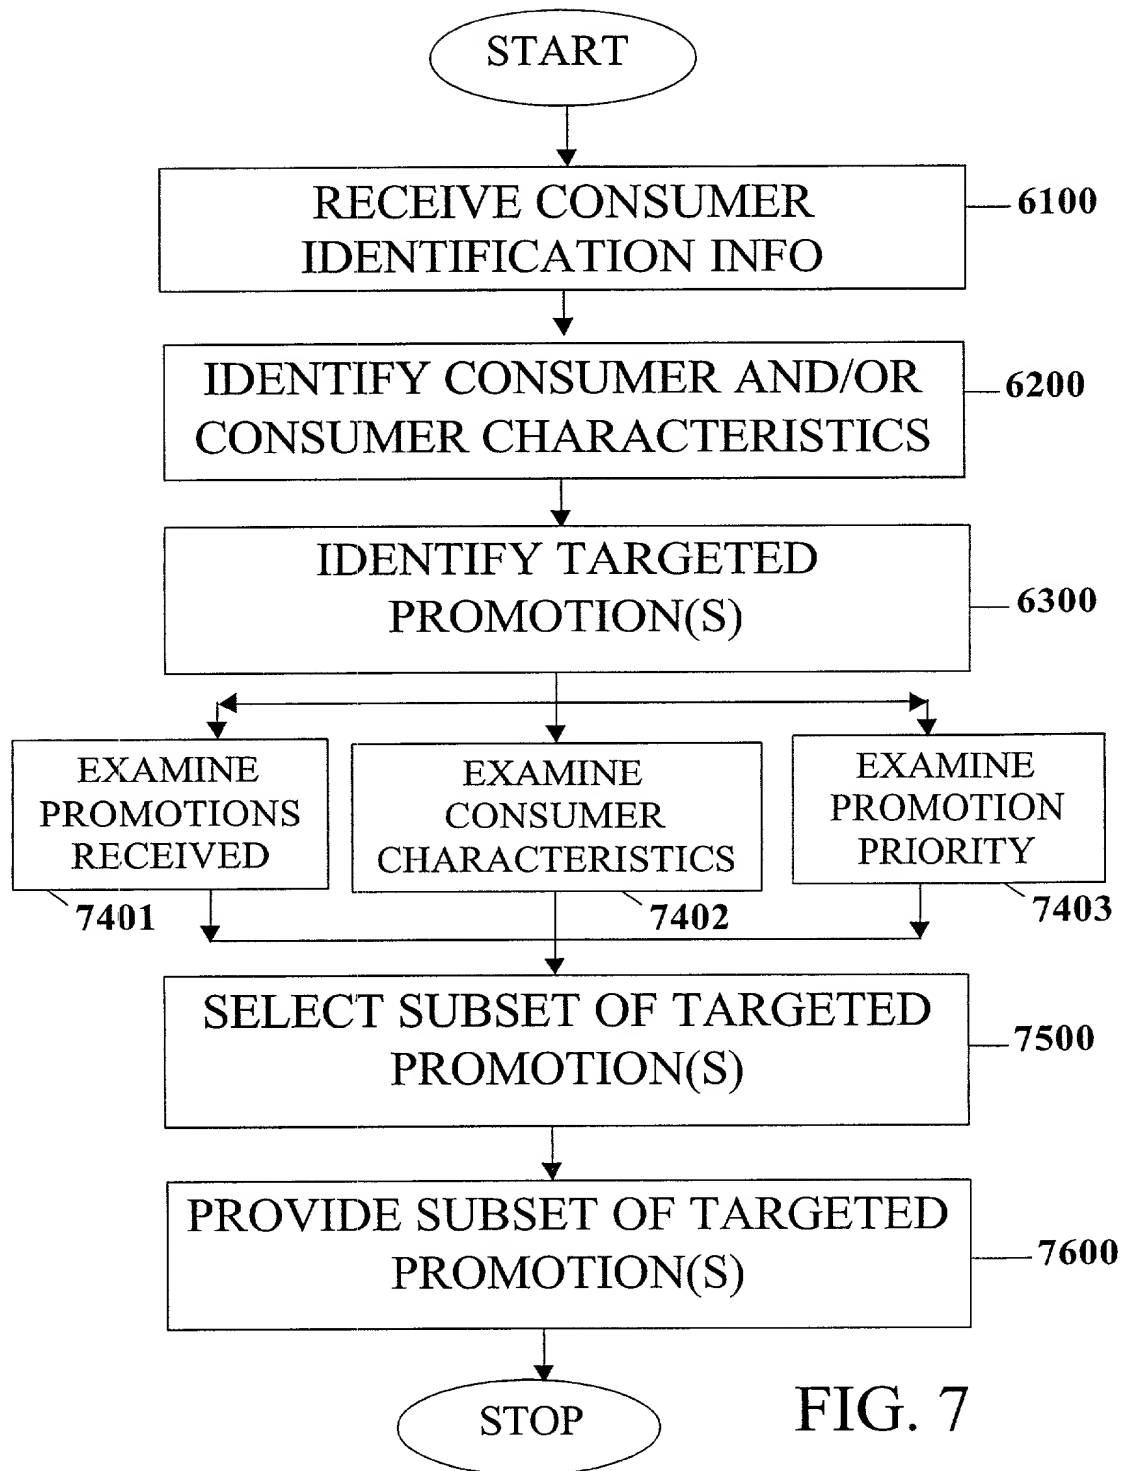 START
RECEIVE CONSUMER
IDENTIFICATION INFO
6100
IDENTIFY CONSUMER AND/OR
CONSUMER CHARACTERISTICS
6200
IDENTIFY TARGETED
PROMOTION(S)
6300
EXAMINE
PROMOTIONS
RECEIVED
7401
EXAMINE
CONSUMER
CHARACTERISTICS
7402
EXAMINE
PROMOTION
PRIORITY
7403
SELECT SUBSET OF TARGETED
PROMOTION(S)
7500
PROVIDE SUBSET OF TARGETED
PROMOTION(S)
7600
STOP
FIG. 7